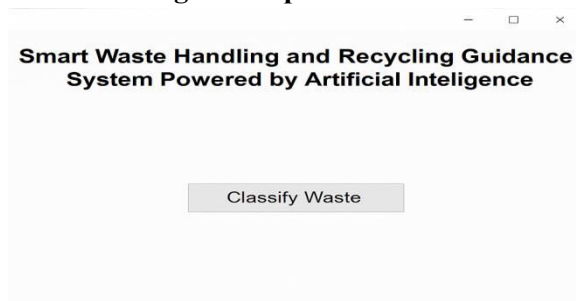 Smart Waste Handling and Recycling Guidance
System Powered by Artificial Inteligence
Classify Waste